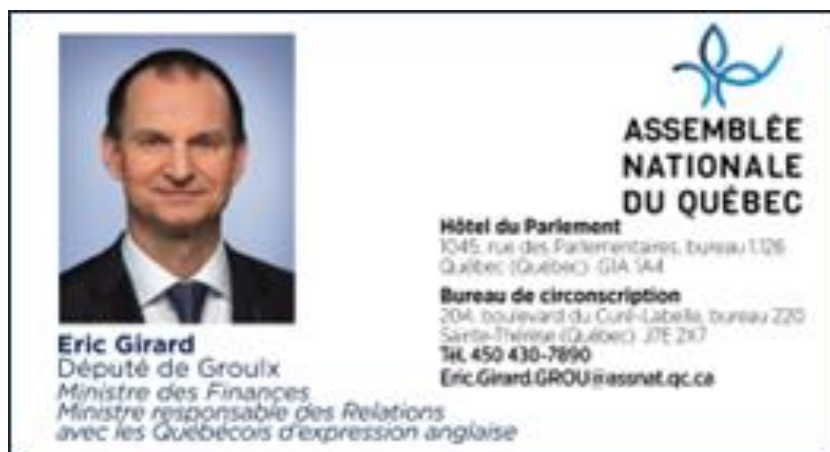 ASSEMBLÉE
NATIONALE
DU QUÉBEC
Hôtel du Parlement
1045, rue des Parlementaires, bureau 1.126
Québec (Québec) G1A 1A4
Bureau de circonscription
204, boulevard du Curé-Labelle, bureau 220
Sainte-Thérèse (Québec) J7E 2X7
Tél. 450 430-7890
Eric.Girard.GROU@assnat.qc.ca
Eric Girard
Député de Groulx
Ministre des Finances
Ministre responsable des Relations
avec les Québécois d'expression anglaise